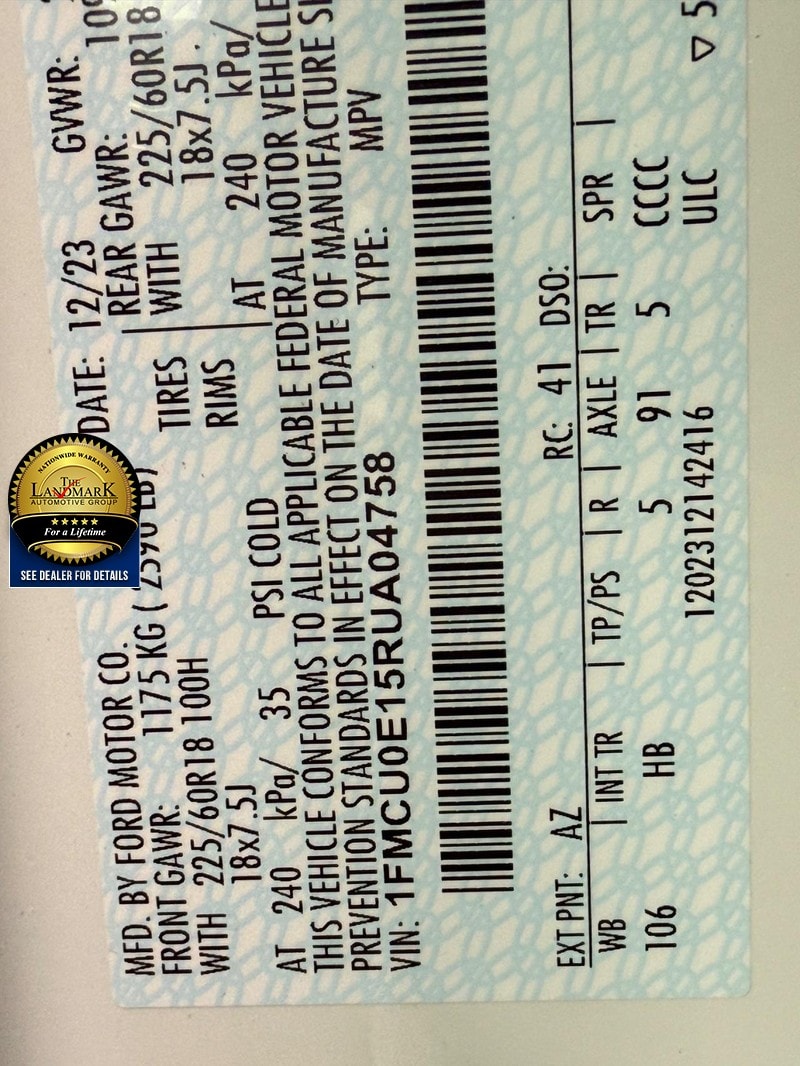 MFD. BY FORD MOTOR CO. DATE: 12/23 GVWR:
FRONT GAWR: 1175 KG ( 2590 LB) REAR GAWR:
WITH 225/60R18 100H TIRES WITH 225/60R18
18x7.5J RIMS 18x7.5J
AT 240 kPa/ 35 PSI COLD AT 240 kPa/
THIS VEHICLE CONFORMS TO ALL APPLICABLE FEDERAL MOTOR VEHICLE
PREVENTION STANDARDS IN EFFECT ON THE DATE OF MANUFACTURE
VIN: 1FMCU0E15RUA04758 TYPE: MPV
EXT PNT: AZ RC: 41 DSO:
WB | INT TR | TP/PS | R | AXLE | TR | SPR |
106 HB 5 91 5 CCCC
1202312142416 ULC ▽ 5
NATIONWIDE WARRANTY
THE
LANDMARK
AUTOMOTIVE GROUP
★★★★★
For a Lifetime
SEE DEALER FOR DETAILS